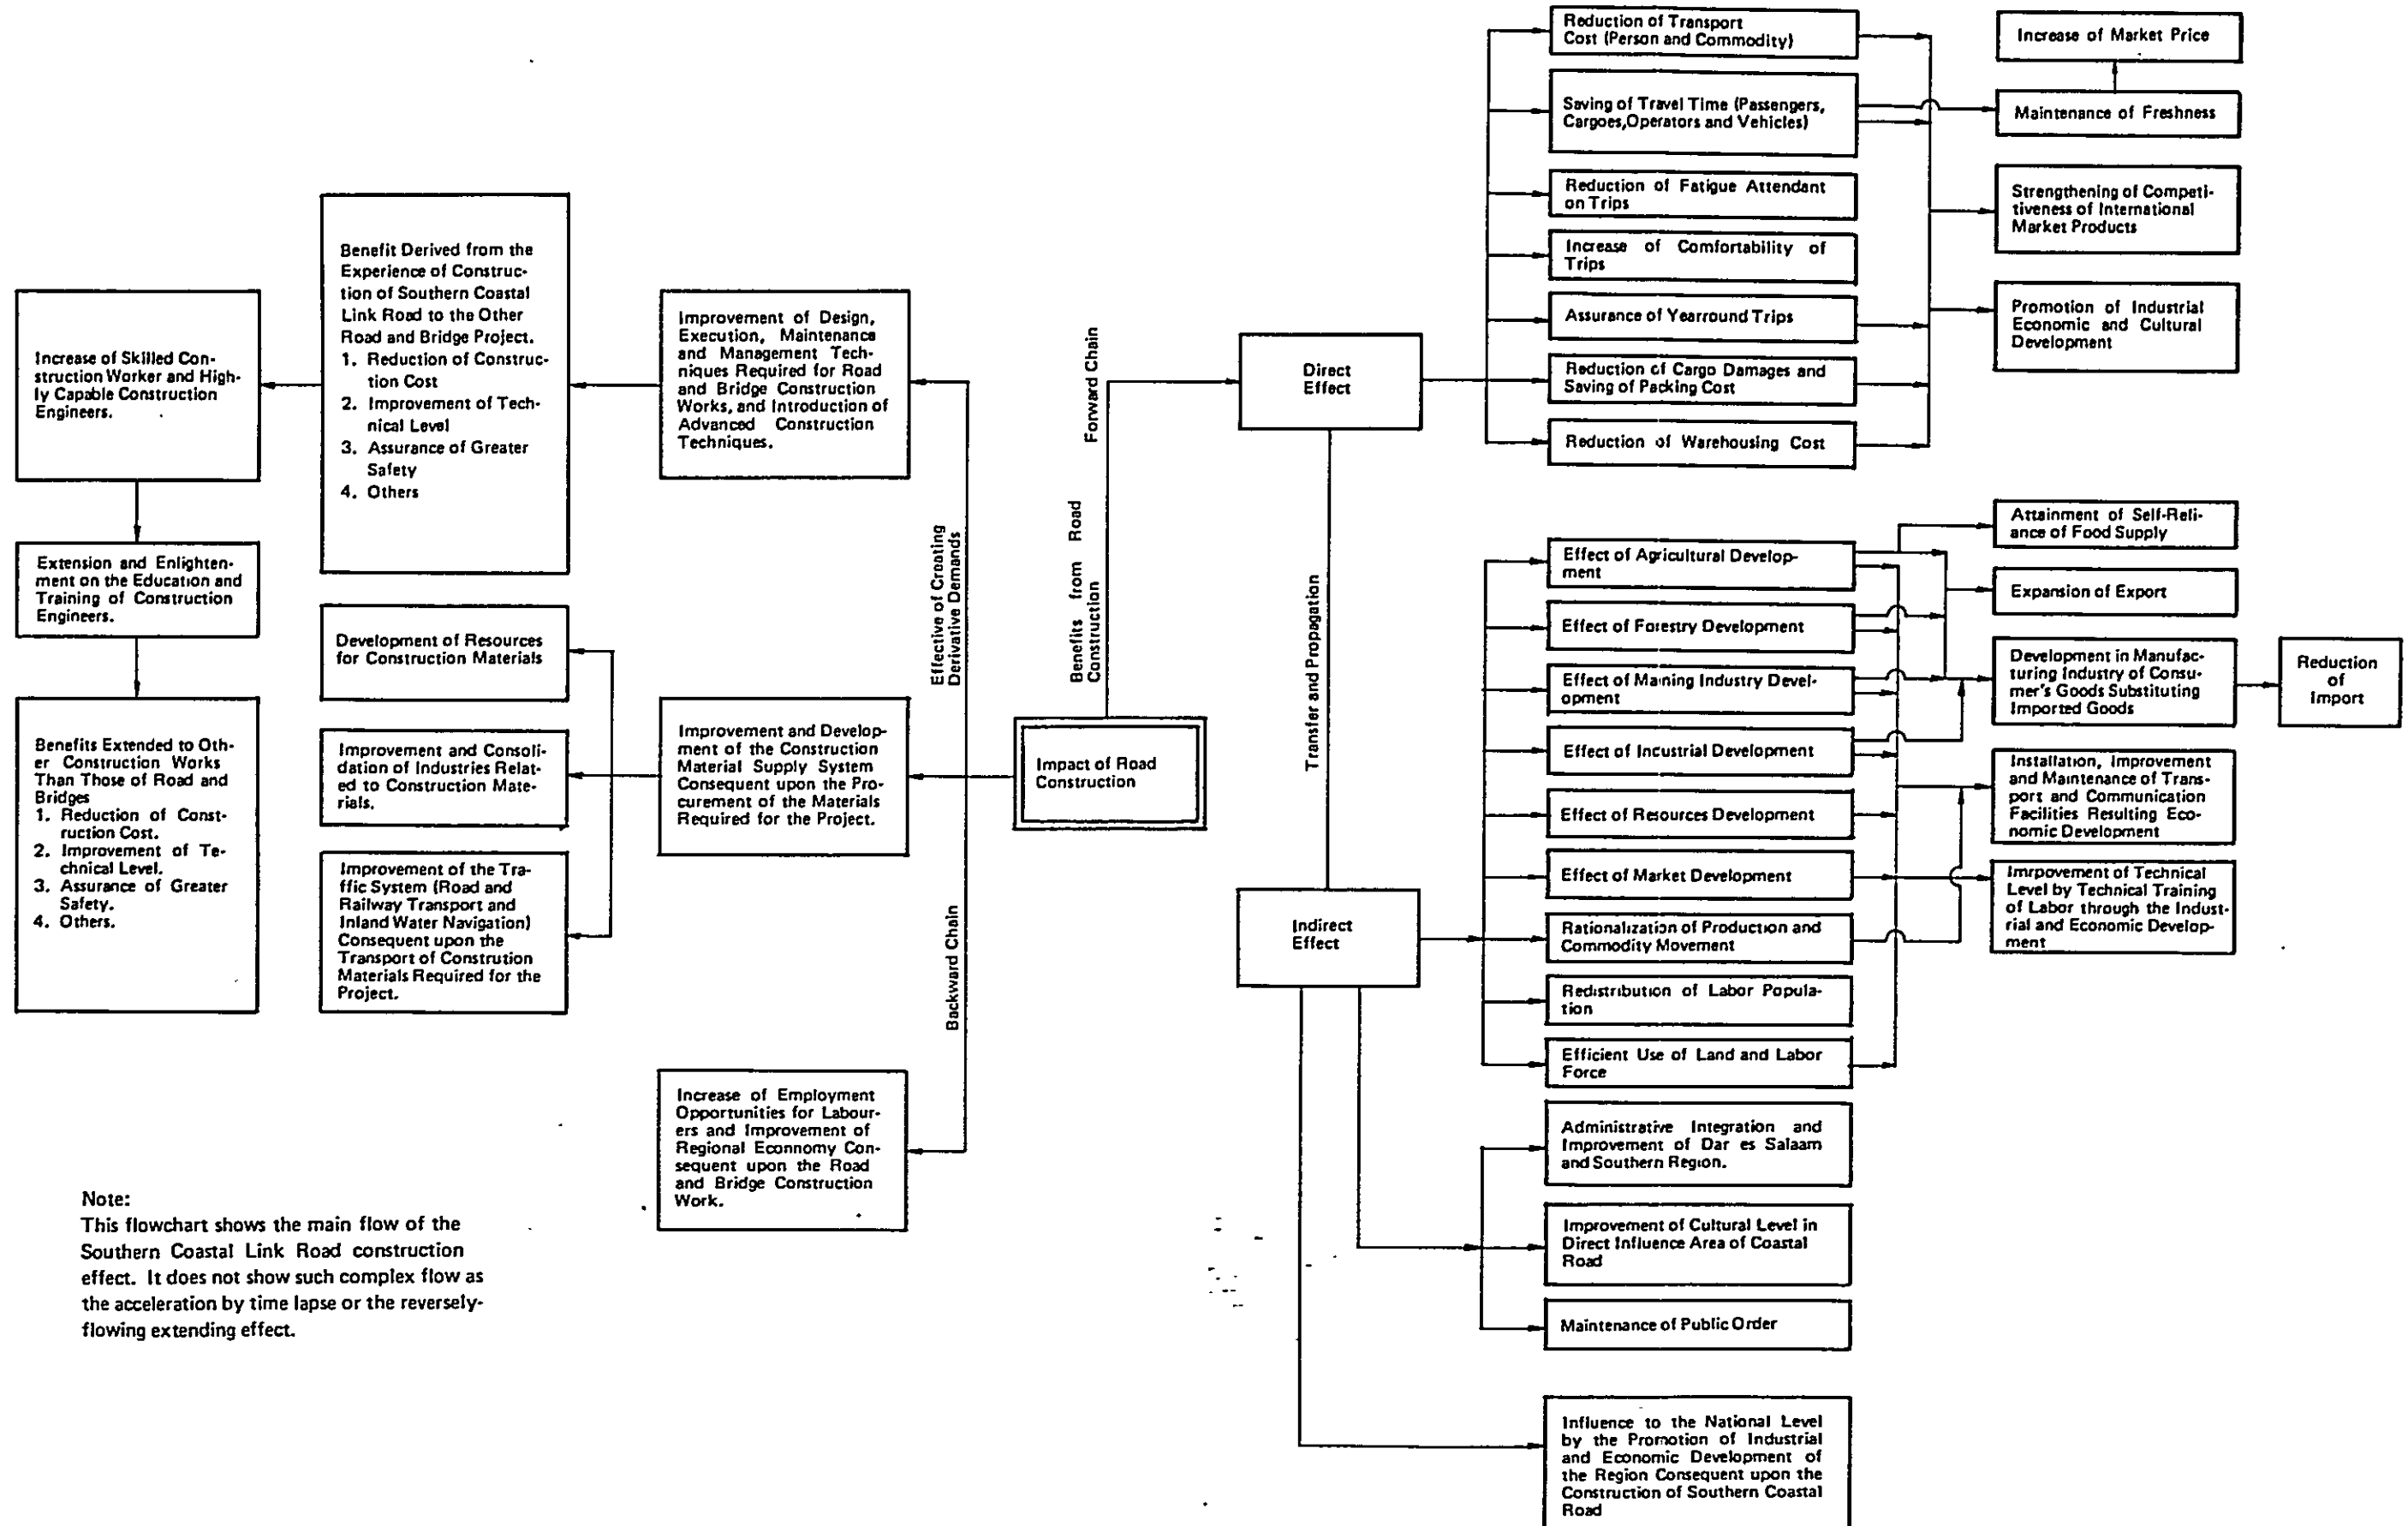 Increase of Skilled Con-
struction Worker and High-
ly Capable Construction
Engineers.
Extension and Enlighten-
ment on the Education and
Training of Construction
Engineers.
Benefits Extended to Oth-
er Construction Works
Than Those of Road and
Bridges
1. Reduction of Const-
ruction Cost.
2. Improvement of Te-
chnical Level.
3. Assurance of Greater
Safety.
4. Others.
Benefit Derived from the
Experience of Construc-
tion of Southern Coastal
Link Road to the Other
Road and Bridge Project.
1. Reduction of Construc-
tion Cost
2. Improvement of Tech-
nical Level
3. Assurance of Greater
Safety
4. Others
Development of Resources
for Construction Materials
Improvement and Consoli-
dation of Industries Relat-
ed to Construction Mate-
rials.
Improvement of the Tra-
ffic System (Road and
Railway Transport and
Inland Water Navigation)
Consequent upon the
Transport of Constrution
Materials Required for the
Project.
Improvement of Design,
Execution, Maintenance
and Management Tech-
niques Required for Road
and Bridge Construction
Works, and Introduction of
Advanced Construction
Techniques.
Improvement and Develop-
ment of the Construction
Material Supply System
Consequent upon the Pro-
curement of the Materials
Required for the Project.
Increase of Employment
Opportunities for Labour-
ers and Improvement of
Regional Econnomy Con-
sequent upon the Road
and Bridge Construction
Work.
Effective of Creating
Derivative Demands
Backward Chain
Impact of Road
Construction
Benefits from Road
Construction
Forward Chain
Direct
Effect
Transfer and Propagation
Indirect
Effect
Reduction of Transport
Cost (Person and Commodity)
Saving of Travel Time (Passengers,
Cargoes,Operators and Vehicles)
Reduction of Fatigue Attendant
on Trips
Increase of Comfortability of
Trips
Assurance of Yearround Trips
Reduction of Cargo Damages and
Saving of Packing Cost
Reduction of Warehousing Cost
Increase of Market Price
Maintenance of Freshness
Strengthening of Competi-
tiveness of International
Market Products
Promotion of Industrial
Economic and Cultural
Development
Effect of Agricultural Develop-
ment
Effect of Forestry Development
Effect of Maining Industry Devel-
opment
Effect of Incustrial Development
Effect of Resources Development
Effect of Market Development
Rationalization of Production and
Commodity Movement
Redistribution of Labor Popula-
tion
Efficient Use of Land and Labor
Force
Attainment of Self-Reli-
ance of Food Supply
Expansion of Export
Development in Manufac-
turing Industry of Consu-
mer's Goods Substituting
Imported Goods
Reduction
of
Import
Installation, Improvement
and Maintenance of Trans-
port and Communication
Facilities Resulting Eco-
nomic Development
Imrpovement of Technical
Level by Technical Training
of Labor through the Indust-
rial and Economic Develop-
ment
Administrative Integration and
Improvement of Dar es Salaam
and Southern Region.
Improvement of Cultural Level in
Direct Influence Area of Coastal
Road
Maintenance of Public Order
Influence to the National Level
by the Promotion of Industrial
and Economic Development of
the Region Consequent upon the
Construction of Southern Coastal
Road
Note:
This flowchart shows the main flow of the
Southern Coastal Link Road construction
effect. It does not show such complex flow as
the acceleration by time lapse or the reversely-
flowing extending effect.